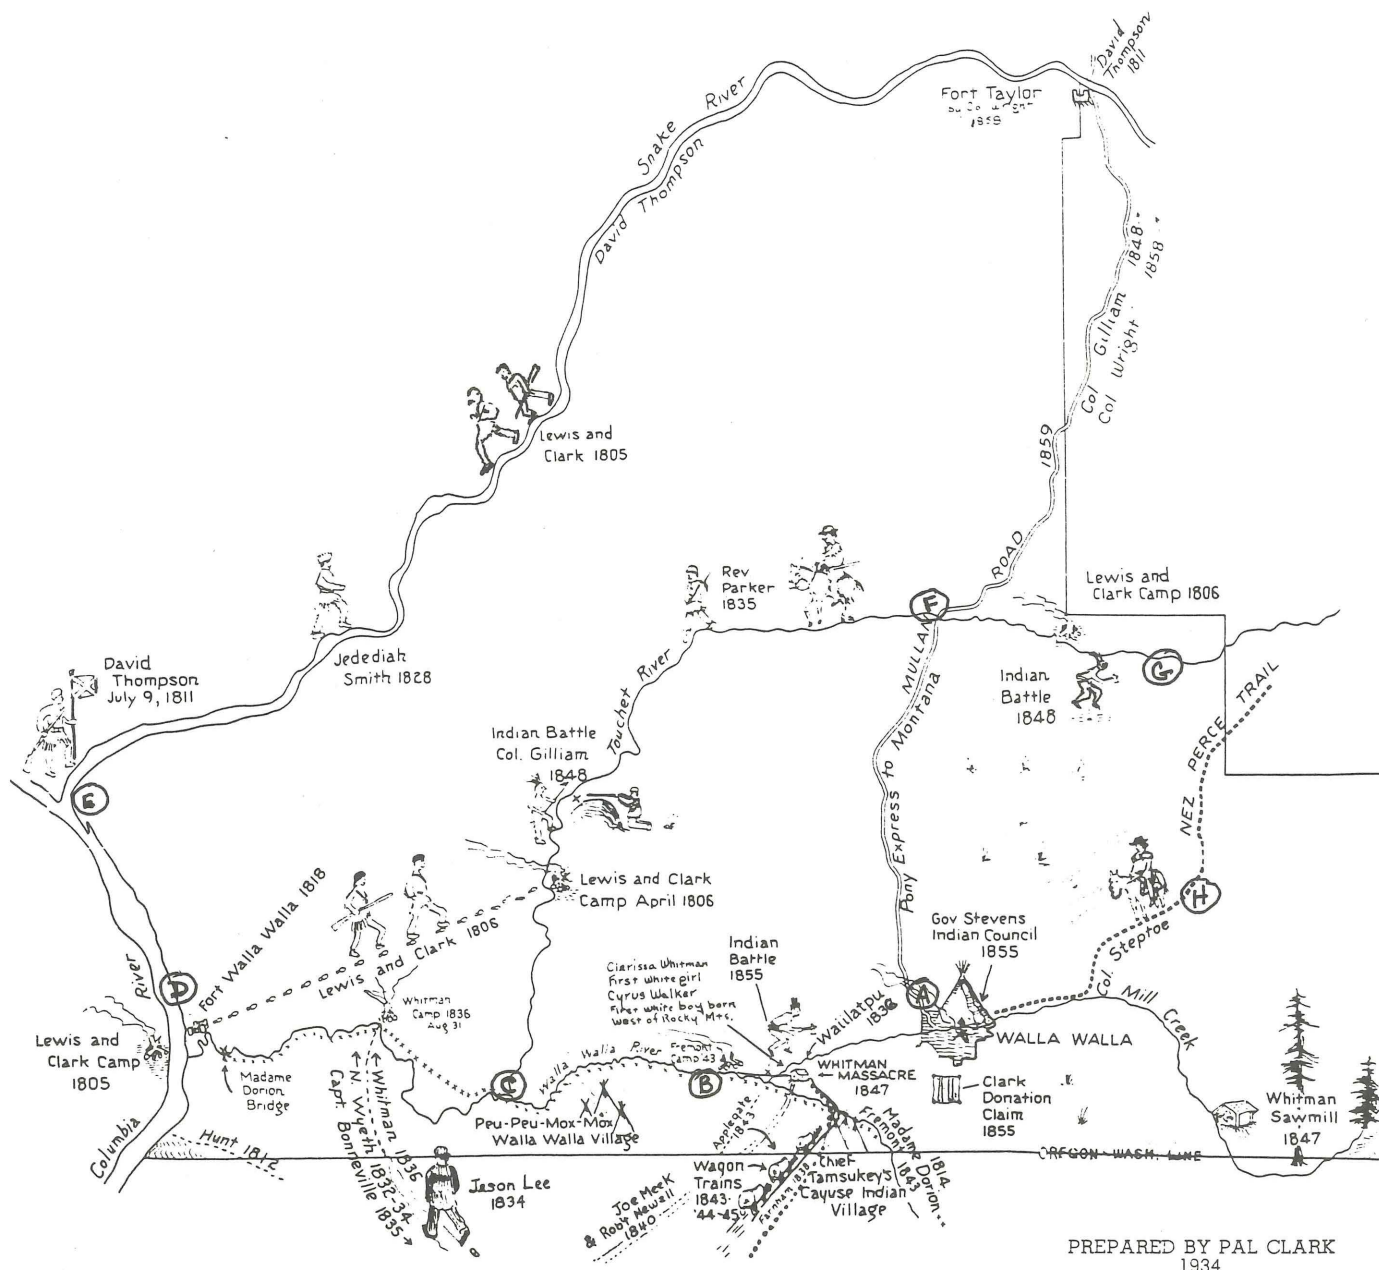 David
Thompson
1811
Fort Taylor
1858
Snake River
David Thompson
1848
1858
Col Gilliam
Col Wright
Lewis and
Clark 1805
1859
ROAD
MULLAN
Rev
Parker
1835
F
Lewis and
Clark Camp 1806
Jedediah
Smith 1828
David
Thompson
July 9, 1811
Touchet River
Indian
Battle
1848
G
NEZ PERCE TRAIL
Indian Battle
Col. Gilliam
1848
E
Pony Express to Montana
H
Col. Steptoe
Lewis and Clark
Camp April 1806
Fort Walla Walla 1818
Lewis and Clark 1806
Gov Stevens
Indian Council
1855
Indian
Battle
1855
Clarissa Whitman
First white girl
Cyrus Walker
First white boy born
West of Rocky Mts.
Waiilatpu
1836
A
D
River
Columbia
Whitman
Camp 1836
Aug 31
Mill Creek
WALLA WALLA
Lewis and
Clark Camp
1805
Madame
Dorion
Bridge
Walla Walla River
Fremont
Camp '43
C
B
WHITMAN
MASSACRE
1847
Clark
Donation
Claim
1855
Whitman
Sawmill
1847
Peu-Peu-Mox-Mox
Walla Walla Village
Applegate
1843
Hunt 1812
Whitman 1836
N. Wyeth 1832-34
Capt. Bonneville 1835
Jason Lee
1834
Wagon
Trains
1843-
44-45
Farnham 1838
Joe Meek
& Robt Newall
1840
Chief
Tamsukey's
Cayuse Indian
Village
Fremont
1843
Madame Dorion
1814
OREGON-WASH. LINE
PREPARED BY PAL CLARK
1934